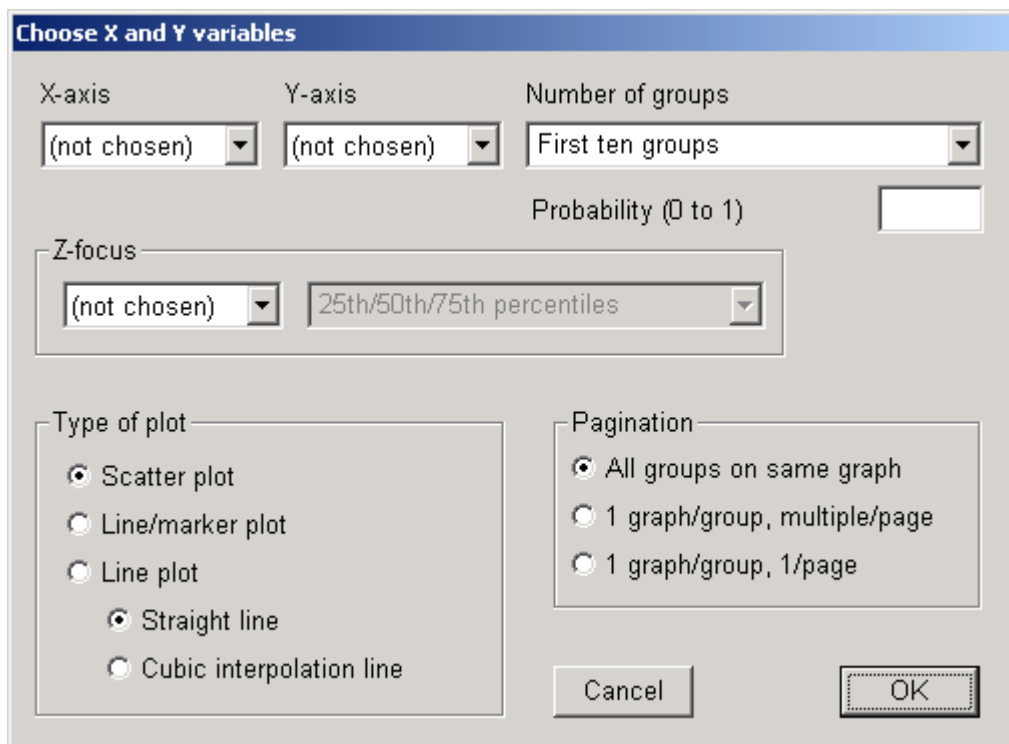 Choose X and Y variables
X-axis Y-axis Number of groups
(not chosen) (not chosen) First ten groups
Probability (0 to 1)
Z-focus
(not chosen) 25th/50th/75th percentiles
Type of plot
Scatter plot
Line/marker plot
Line plot
Straight line
Cubic interpolation line
Pagination
All groups on same graph
1 graph/group, multiple/page
1 graph/group, 1/page
Cancel OK